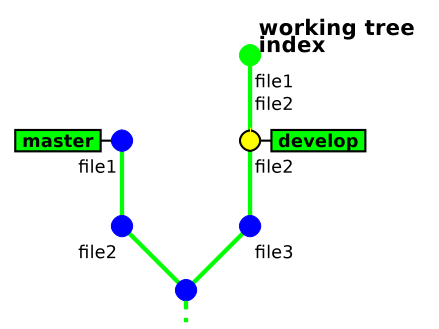 working tree
index
file1
file2
master
develop
file1
file2
file2
file3